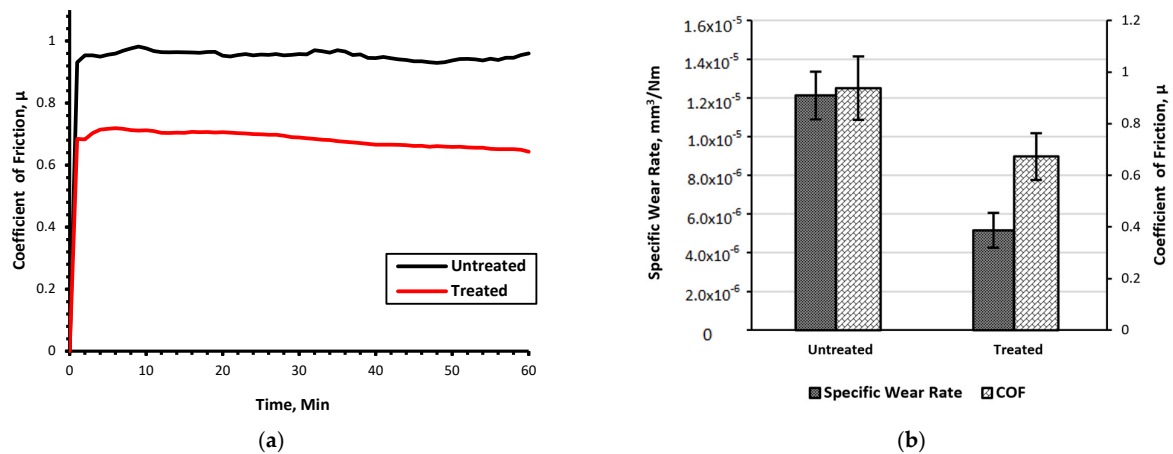 Coefficient of Friction, μ
1
0.8
0.6
0.4
0.2
0
0 10 20 30 40 50 60
Time, Min
Untreated
Treated
(a)
Specific Wear Rate, mm³/Nm
1.6x10⁻⁵
1.4x10⁻⁵
1.2x10⁻⁵
1.0x10⁻⁵
8.0x10⁻⁶
6.0x10⁻⁶
4.0x10⁻⁶
2.0x10⁻⁶
0
1.2
1
0.8
0.6
0.4
0.2
0
Coefficient of Friction, μ
Untreated Treated
Specific Wear Rate COF
(b)